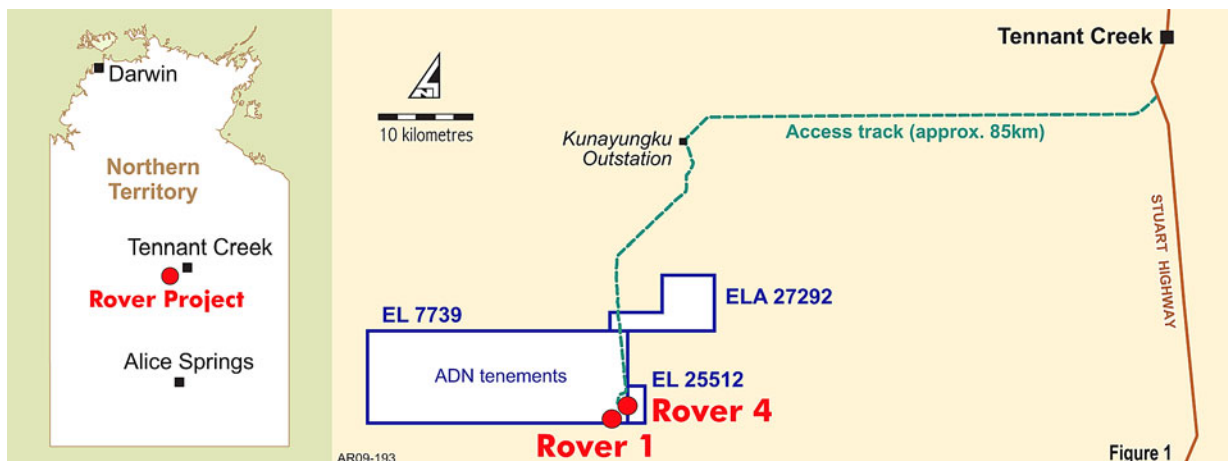 Darwin
Northern
Territory
Tennant Creek
Rover Project
Alice Springs
Tennant Creek
N
10 kilometres
Kunayungku
Outstation
Access track (approx. 85km)
STUART HIGHWAY
ELA 27292
EL 7739
ADN tenements
EL 25512
Rover 4
Rover 1
AR09-193
Figure 1